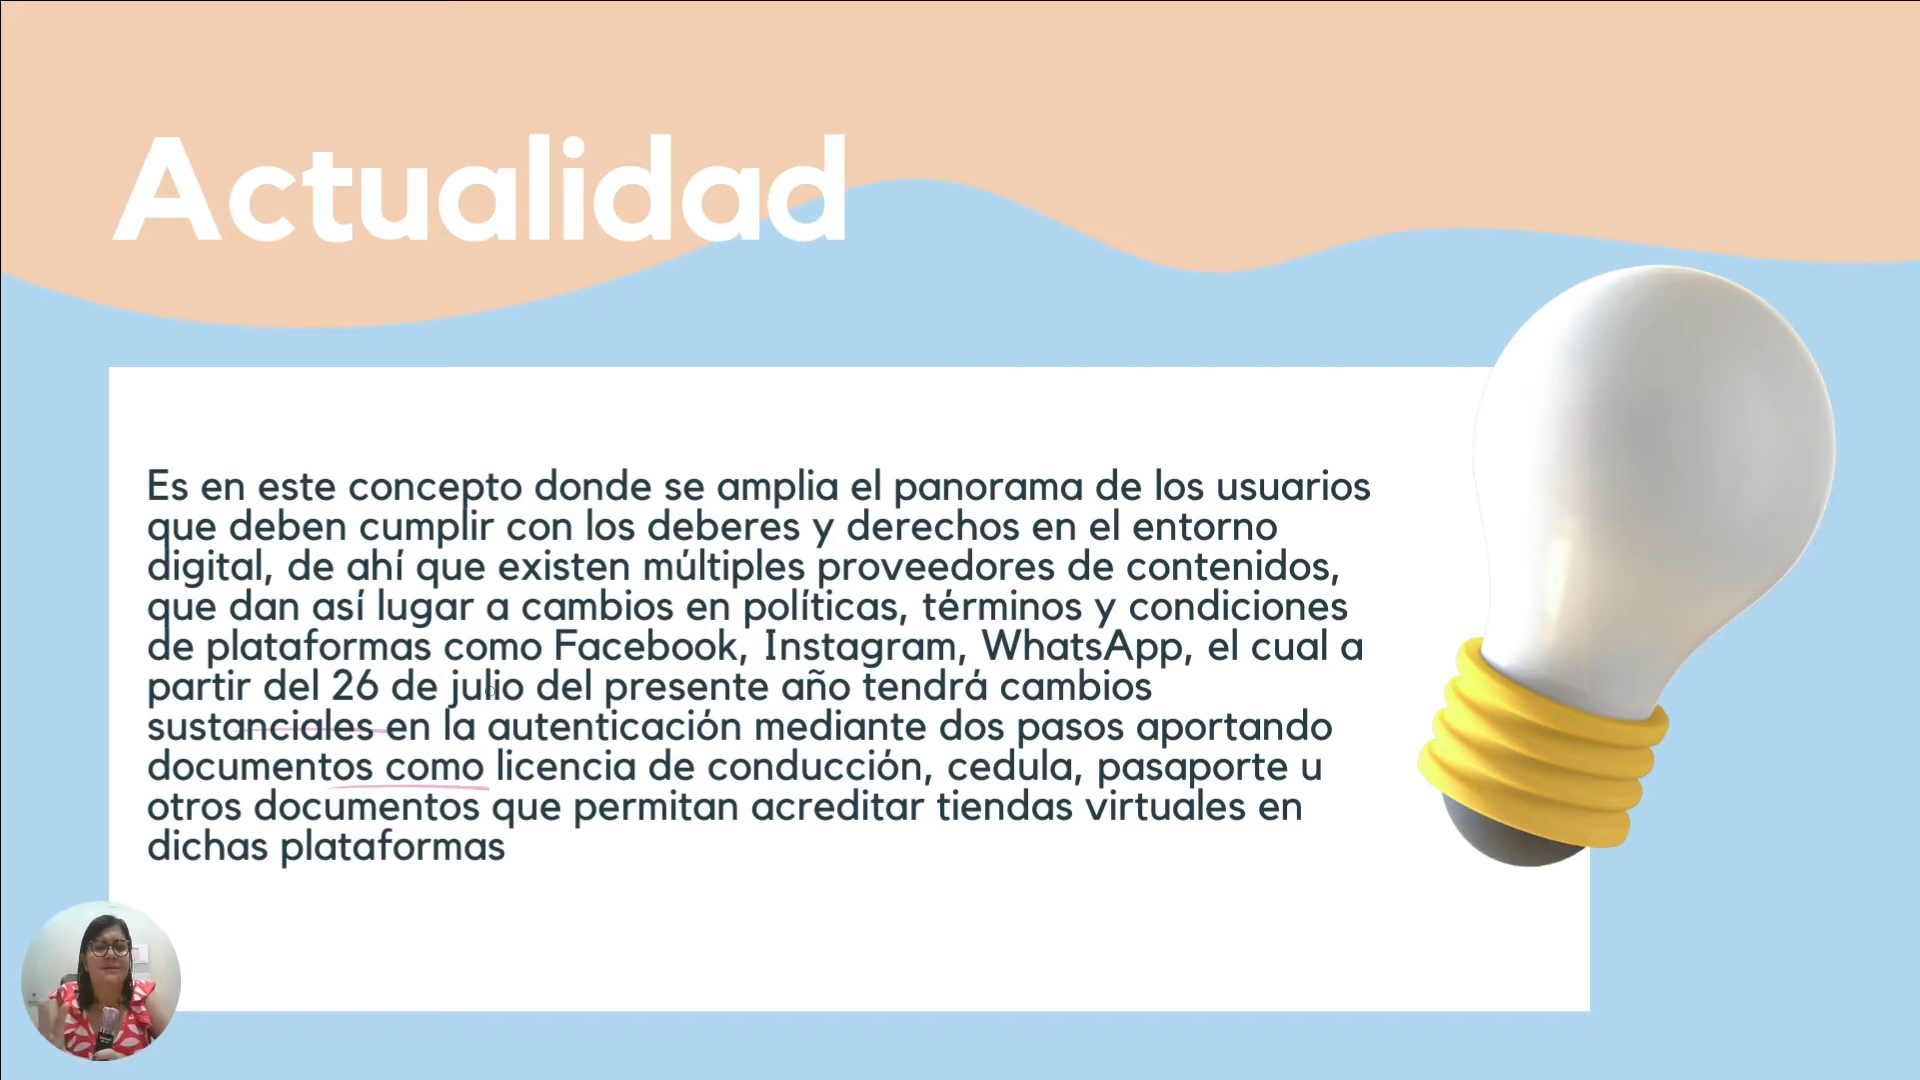 Actualidad
Es en este concepto donde se amplia el panorama de los usuarios
que deben cumplir con los deberes y derechos en el entorno
digital, de ahí que existen múltiples proveedores de contenidos,
que dan así lugar a cambios en políticas, términos y condiciones
de plataformas como Facebook, Instagram, WhatsApp, el cual a
partir del 26 de julio del presente año tendrá cambios
sustanciales en la autenticación mediante dos pasos aportando
documentos como licencia de conducción, cedula, pasaporte u
otros documentos que permitan acreditar tiendas virtuales en
dichas plataformas